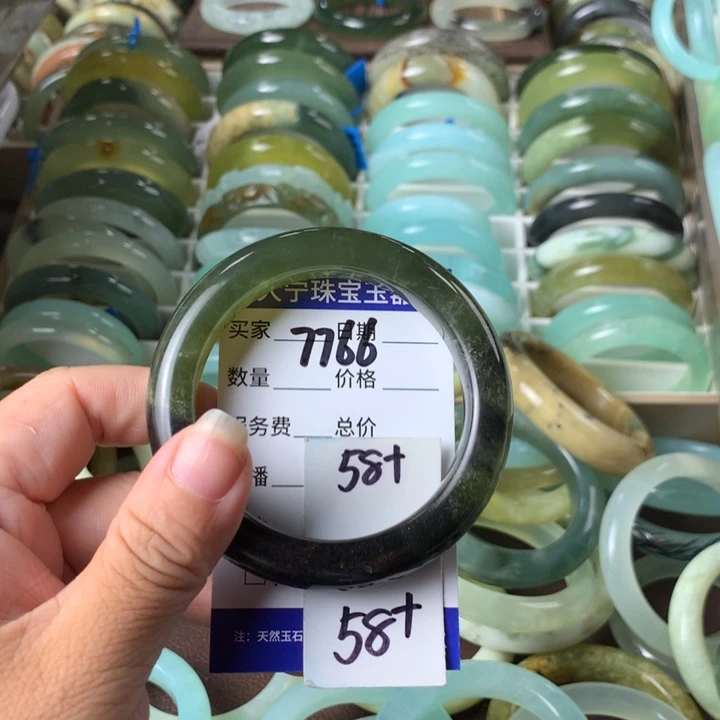 大宁珠宝玉器
买家 日期
7766
数量 价格
服务费 总价
播
58+
58+
注：天然玉石